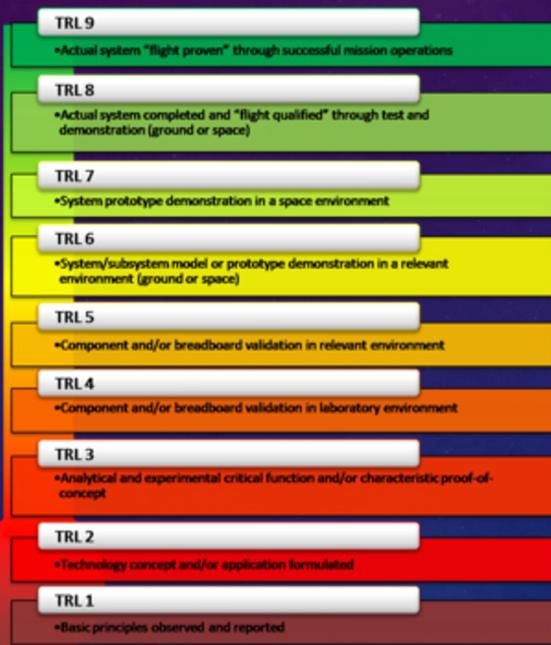 TRL 9
•Actual system "flight proven" through successful mission operations
TRL 8
•Actual system completed and "flight qualified" through test and
demonstration (ground or space)
TRL 7
•System prototype demonstration in a space environment
TRL 6
•System/subsystem model or prototype demonstration in a relevant
environment (ground or space)
TRL 5
•Component and/or breadboard validation in relevant environment
TRL 4
•Component and/or breadboard validation in laboratory environment
TRL 3
•Analytical and experimental critical function and/or characteristic proof-of-
concept
TRL 2
•Technology concept and/or application formulated
TRL 1
•Basic principles observed and reported